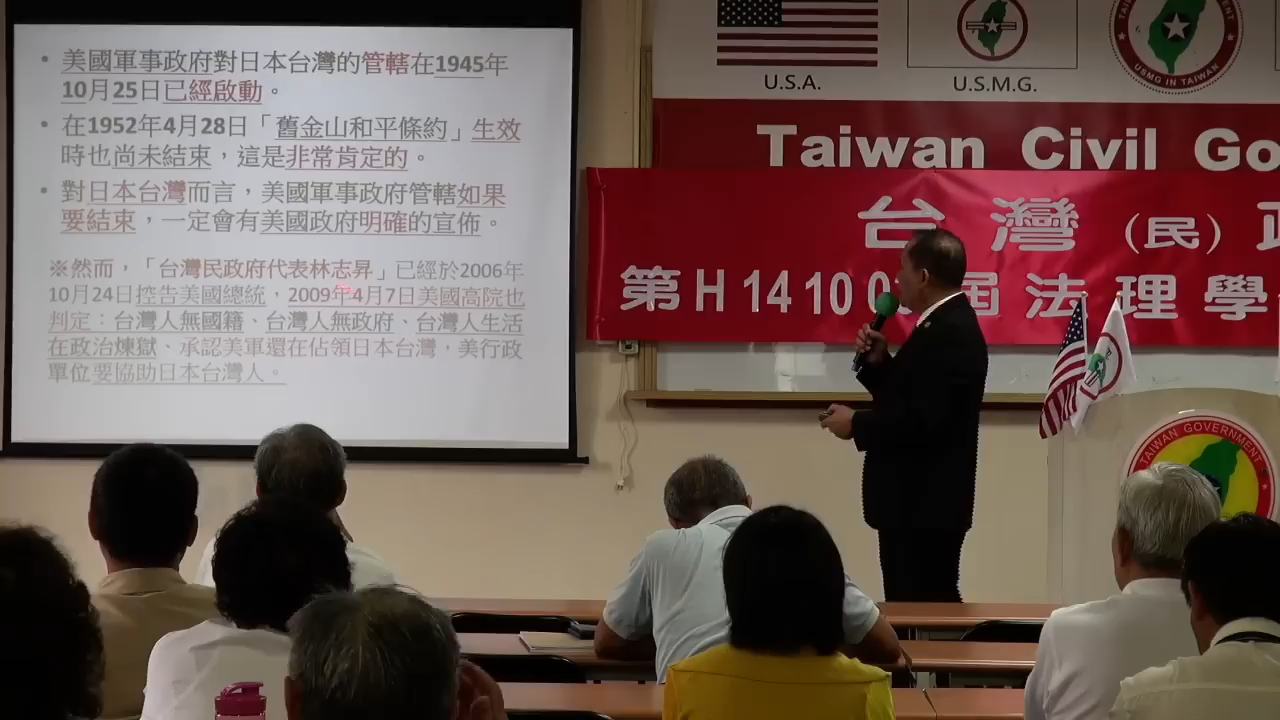 • 美國軍事政府對日本台灣的管轄在1945年
10月25日已經啟動。
• 在1952年4月28日「舊金山和平條約」生效
時也尚未結束，這是非常肯定的。
• 對日本台灣而言，美國軍事政府管轄如果
要結束，一定會有美國政府明確的宣佈。
※然而，「台灣民政府代表林志昇」已經於2006年
10月24日控告美國總統，2009年4月7日美國高院也
判定：台灣人無國籍、台灣人無政府、台灣人生活
在政治煉獄、承認美軍還在佔領日本台灣，美行政
單位要協助日本台灣人。
U.S.A.
U.S.M.G.
USMG IN TAIWAN
Taiwan Civil Go
台灣（民）政
第H14100屆法理學
TAIWAN GOVERNMENT